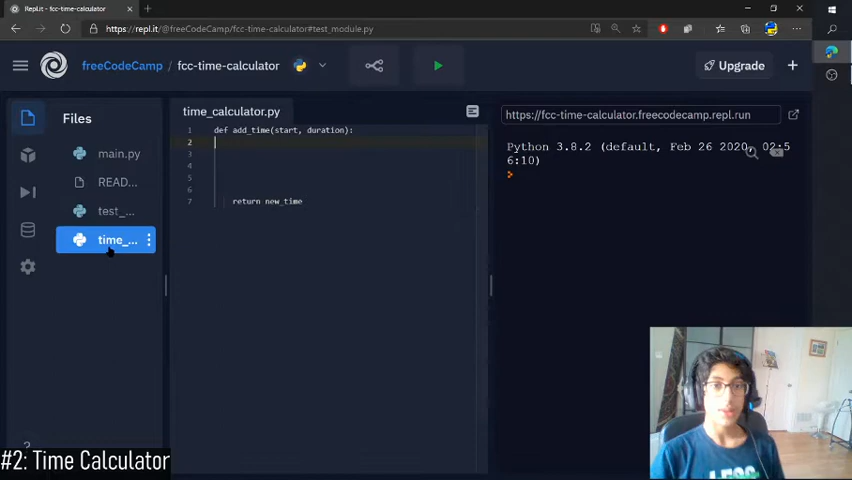 Repl.it - fcc-time-calculator
https://repl.it/@freeCodeCamp/fcc-time-calculator#test_module.py
freeCodeCamp / fcc-time-calculator
Upgrade
Files
main.py
READ...
test_...
time_...
time_calculator.py
1 def add_time(start, duration):
2
3
4
5
6
7 return new_time
https://fcc-time-calculator.freecodecamp.repl.run
Python 3.8.2 (default, Feb 26 2020, 02:5
6:10)
#2: Time Calculator